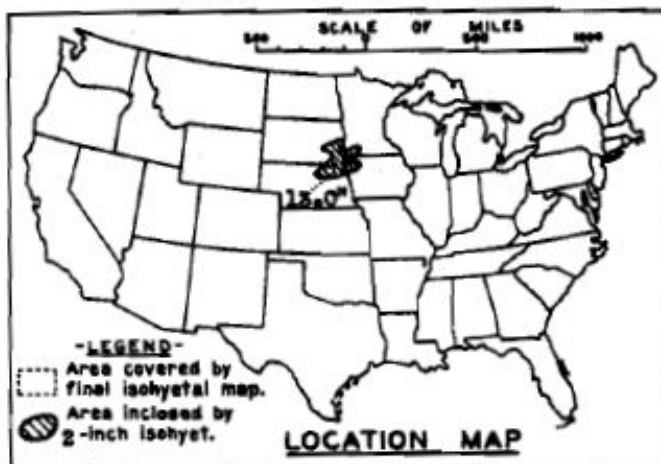 SCALE OF MILES
500 0 500 1000
13.0"
-LEGEND-
Area covered by
final isohyetal map.
Area inclosed by
2-inch isohyet.
LOCATION MAP